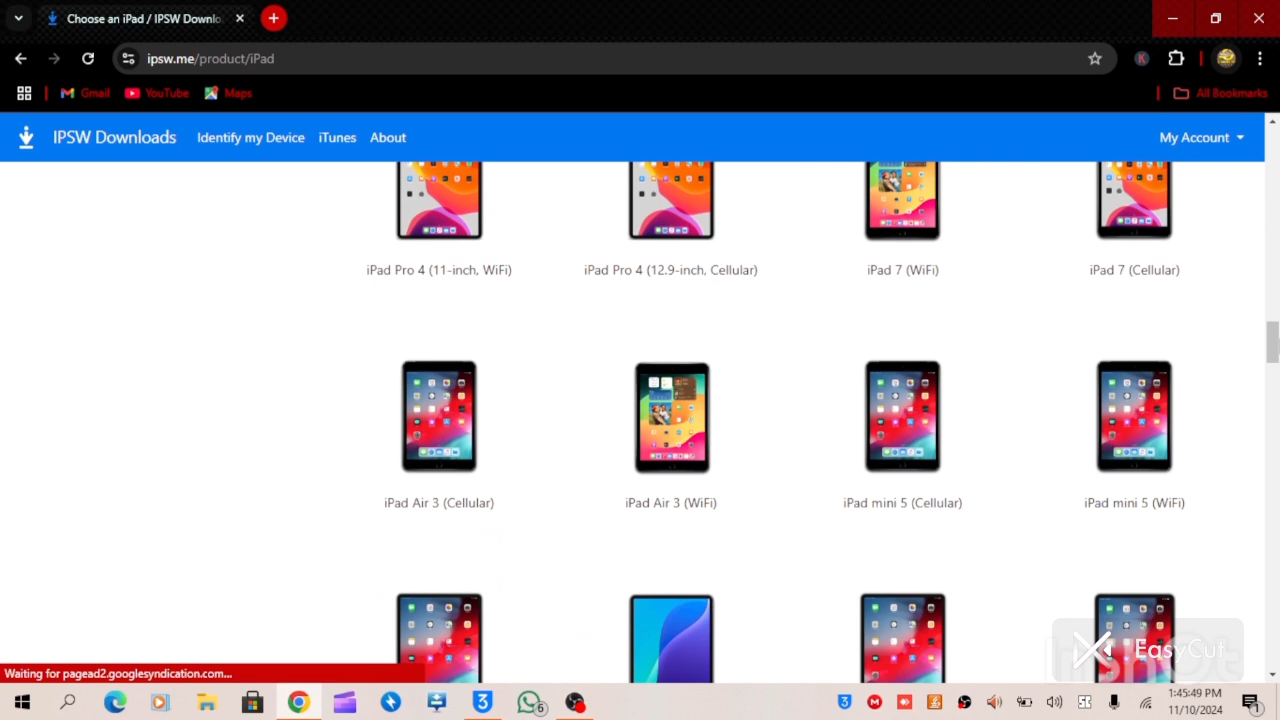 Choose an iPad / IPSW Downlo
ipsw.me/product/iPad
K
Gmail
YouTube
Maps
All Bookmarks
IPSW Downloads
Identify my Device
iTunes
About
My Account
iPad Pro 4 (11-inch, WiFi)
iPad Pro 4 (12.9-inch, Cellular)
iPad 7 (WiFi)
iPad 7 (Cellular)
iPad Air 3 (Cellular)
iPad Air 3 (WiFi)
iPad mini 5 (Cellular)
iPad mini 5 (WiFi)
EasyCut
Waiting for pagead2.googlesyndication.com...
6
1:45:49 PM
11/10/2024
1